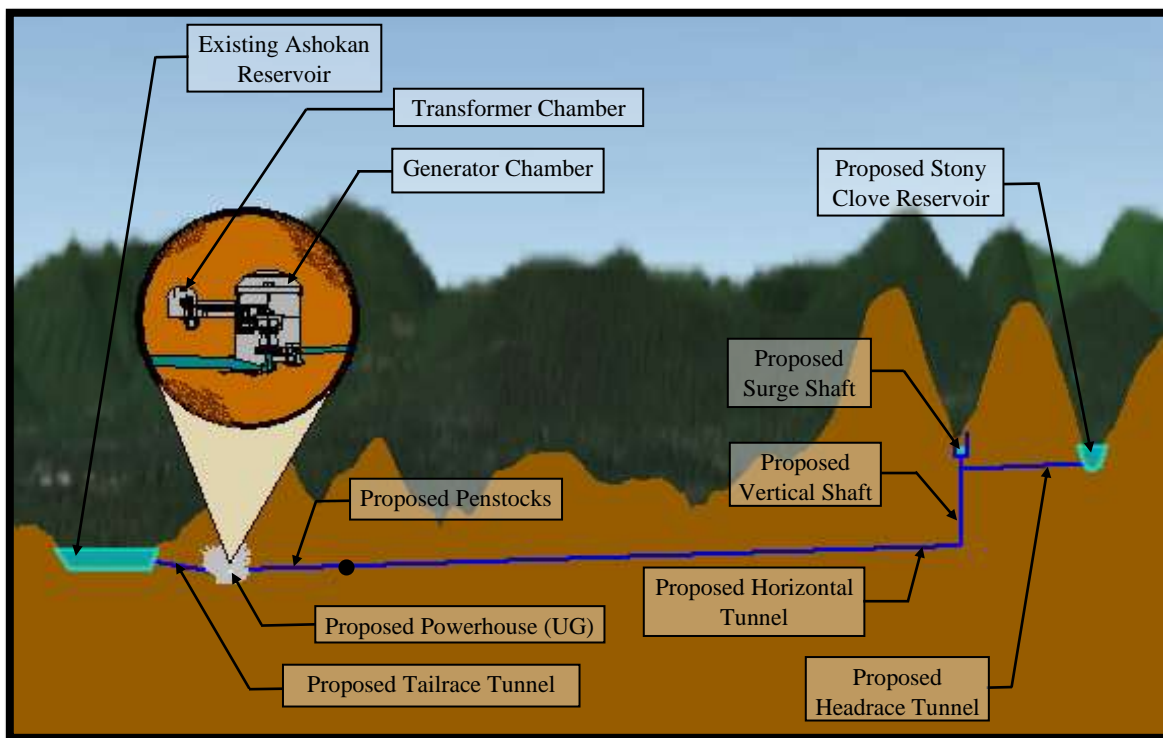 Existing Ashokan
Reservoir
Transformer Chamber
Generator Chamber
Proposed Stony
Clove Reservoir
Proposed
Surge Shaft
Proposed
Vertical Shaft
Proposed Penstocks
Proposed Horizontal
Tunnel
Proposed Powerhouse (UG)
Proposed Tailrace Tunnel
Proposed
Headrace Tunnel